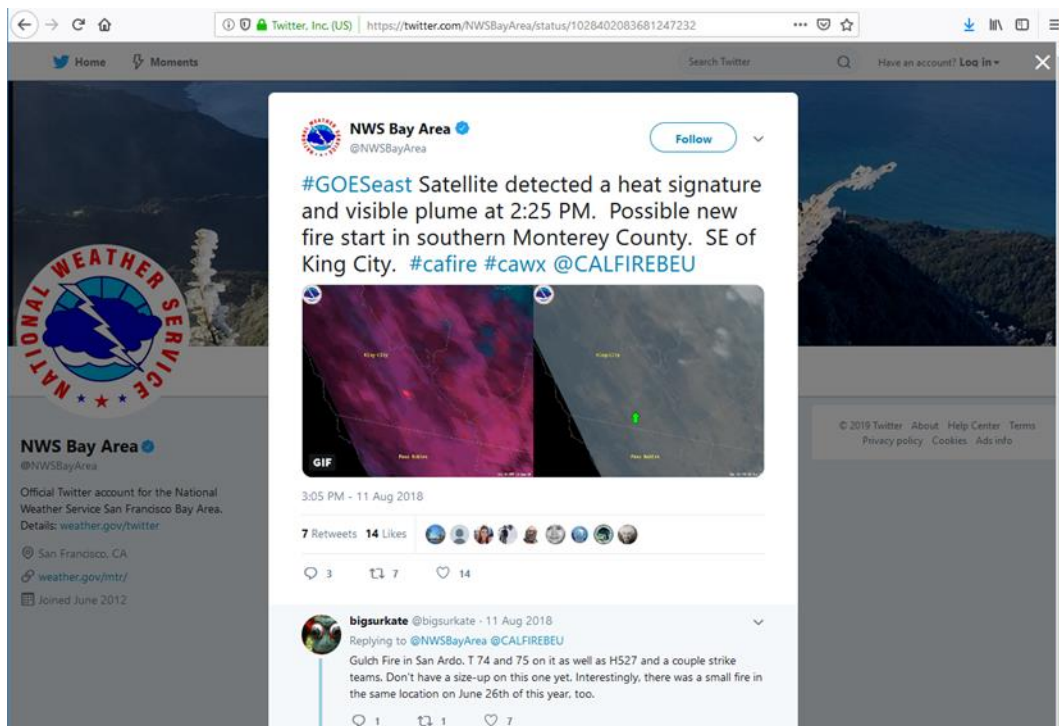 Twitter, Inc. (US) https://twitter.com/NWSBayArea/status/1028402083681247232
Home Moments Search Twitter Have an account? Log in
NWS Bay Area
@NWSBayArea
Follow
#GOESeast Satellite detected a heat signature
and visible plume at 2:25 PM. Possible new
fire start in southern Monterey County. SE of
King City. #cafire #cawx @CALFIREBEU
King City King City
Paso Robles Paso Robles
GIF
3:05 PM - 11 Aug 2018
7 Retweets 14 Likes
3 7 14
bigsurkate @bigsurkate · 11 Aug 2018
Replying to @NWSBayArea @CALFIREBEU
Gulch Fire in San Ardo. T 74 and 75 on it as well as H527 and a couple strike
teams. Don't have a size-up on this one yet. Interestingly, there was a small fire in
the same location on June 26th of this year, too.
1 1 7
NATIONAL WEATHER SERVICE
NWS Bay Area
@NWSBayArea
Official Twitter account for the National
Weather Service San Francisco Bay Area.
Details: weather.gov/twitter
San Francisco, CA
weather.gov/mtr/
Joined June 2012
© 2019 Twitter About Help Center Terms
Privacy policy Cookies Ads info